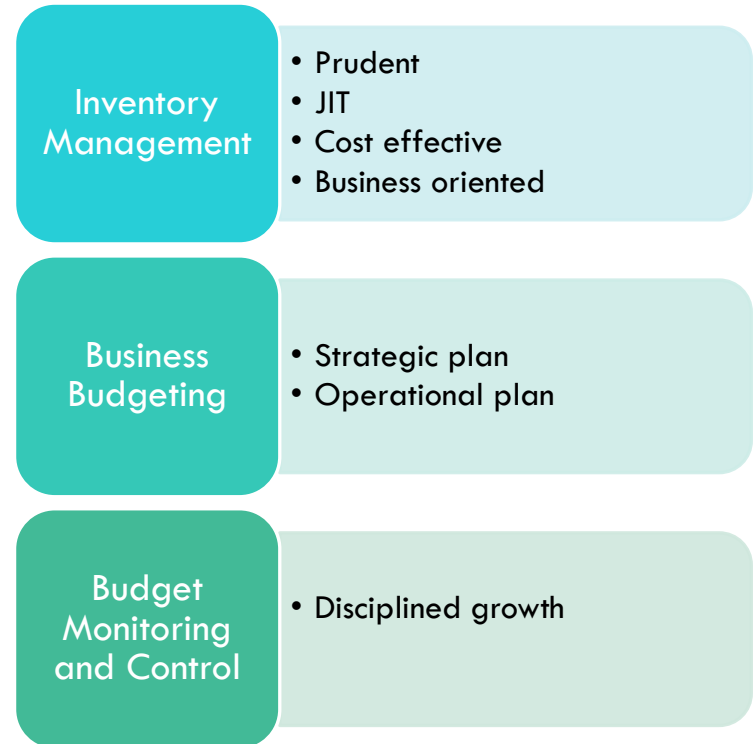 Inventory
Management
• Prudent
• JIT
• Cost effective
• Business oriented
Business
Budgeting
• Strategic plan
• Operational plan
Budget
Monitoring
and Control
• Disciplined growth